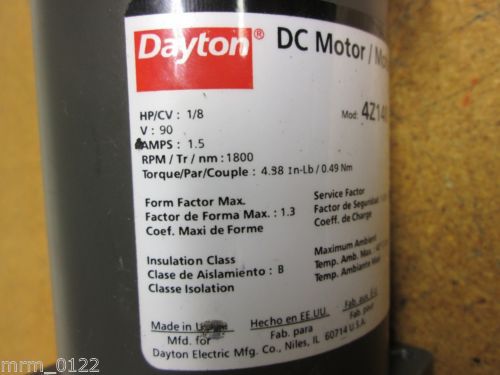 Dayton® DC Motor /
HP/CV : 1/8
V : 90
AMPS : 1.5
RPM / Tr / nm : 1800
Torque/Par/Couple : 4.38 In-Lb / 0.49 Nm
Mod:
Form Factor Max.
Factor de Forma Max. : 1.3
Coef. Maxi de Forme
Service Factor
Factor de Seguridad
Coeff. de Charge
Insulation Class
Clase de Aislamiento : B
Classe Isolation
Maximum Ambient
Temp. Amb. Max.
Temp. Ambiante
Made in Hecho en EE.UU. Fab. aux
Mfd. for Fab. para Fab. pour
Dayton Electric Mfg. Co., Niles, IL 60714 U.S.A.
mrm_0122